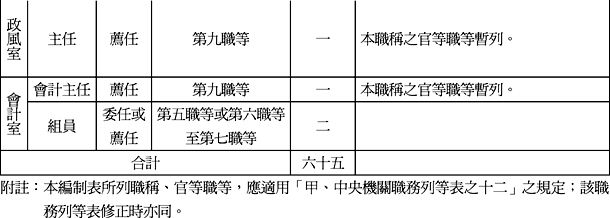 政風室 主任 薦任 第九職等 一 本職稱之官等職等暫列。
會計室 會計主任 薦任 第九職等 一 本職稱之官等職等暫列。
組員 委任或薦任 第五職等或第六職等至第七職等 二
合計 六十五
附註：本編制表所列職稱、官等職等，應適用「甲、中央機關職務列等表之十二」之規定；該職
務列等表修正時亦同。